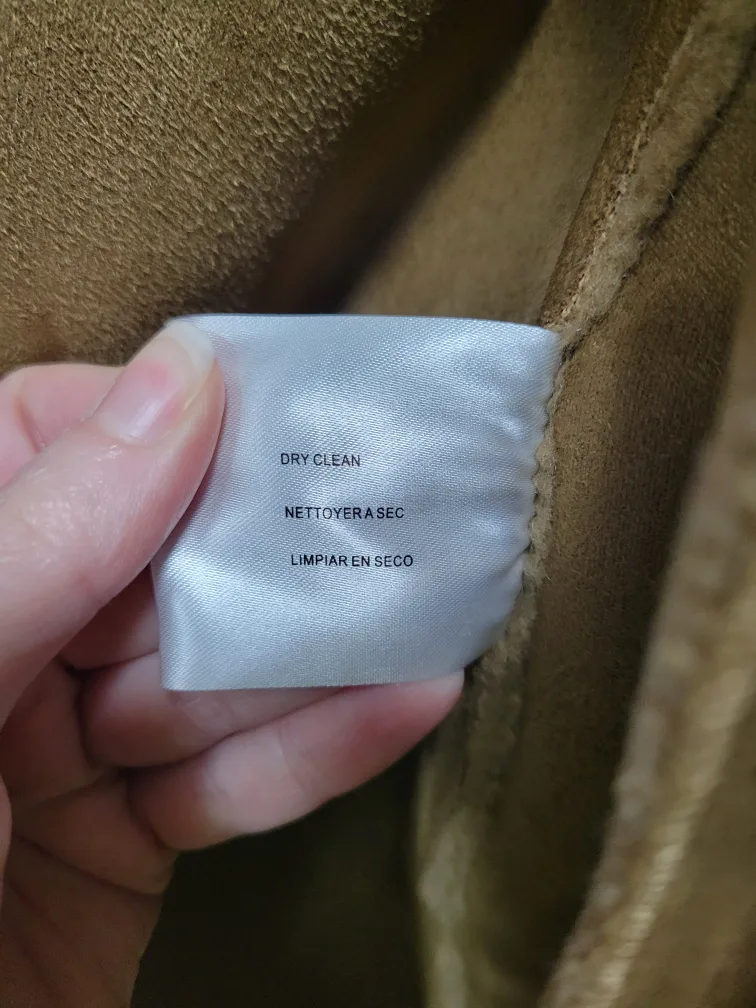 DRY CLEAN
NETTOYER A SEC
LIMPIAR EN SECO